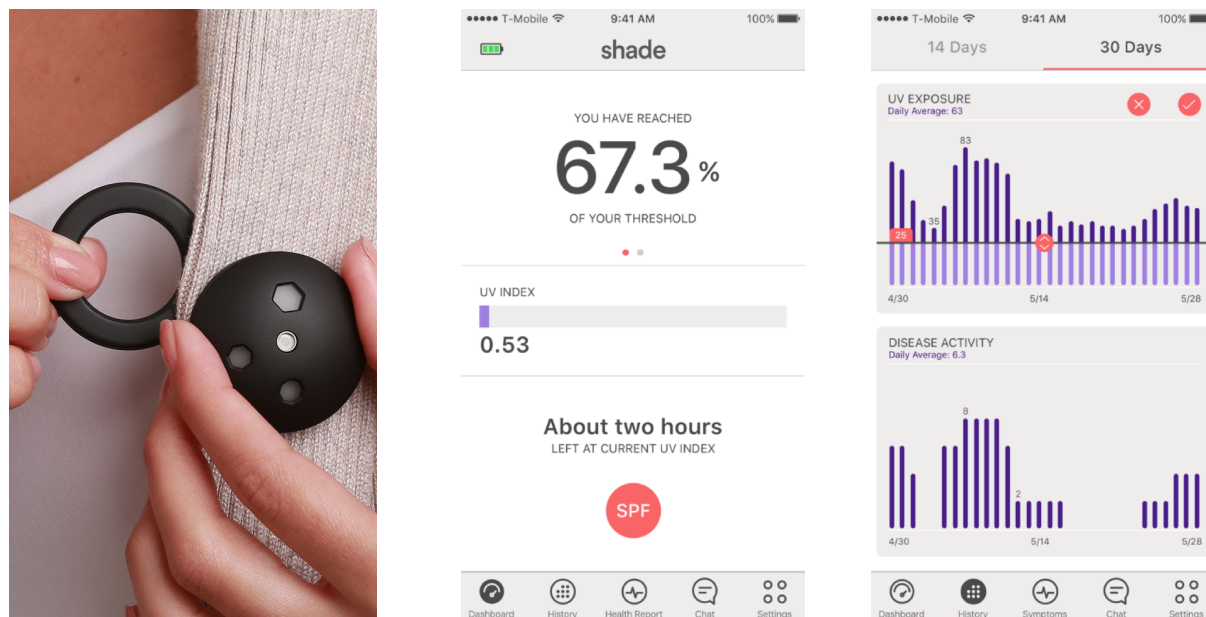 T-Mobile 9:41 AM 100%
shade
YOU HAVE REACHED
67.3 %
OF YOUR THRESHOLD
UV INDEX
0.53
About two hours
LEFT AT CURRENT UV INDEX
SPF
Dashboard History Health Report Chat Settings
T-Mobile 9:41 AM 100%
14 Days 30 Days
UV EXPOSURE
Daily Average: 63
83
35
25
4/30 5/14 5/28
DISEASE ACTIVITY
Daily Average: 6.3
8
2
4/30 5/14 5/28
Dashboard History Symptoms Chat Settings